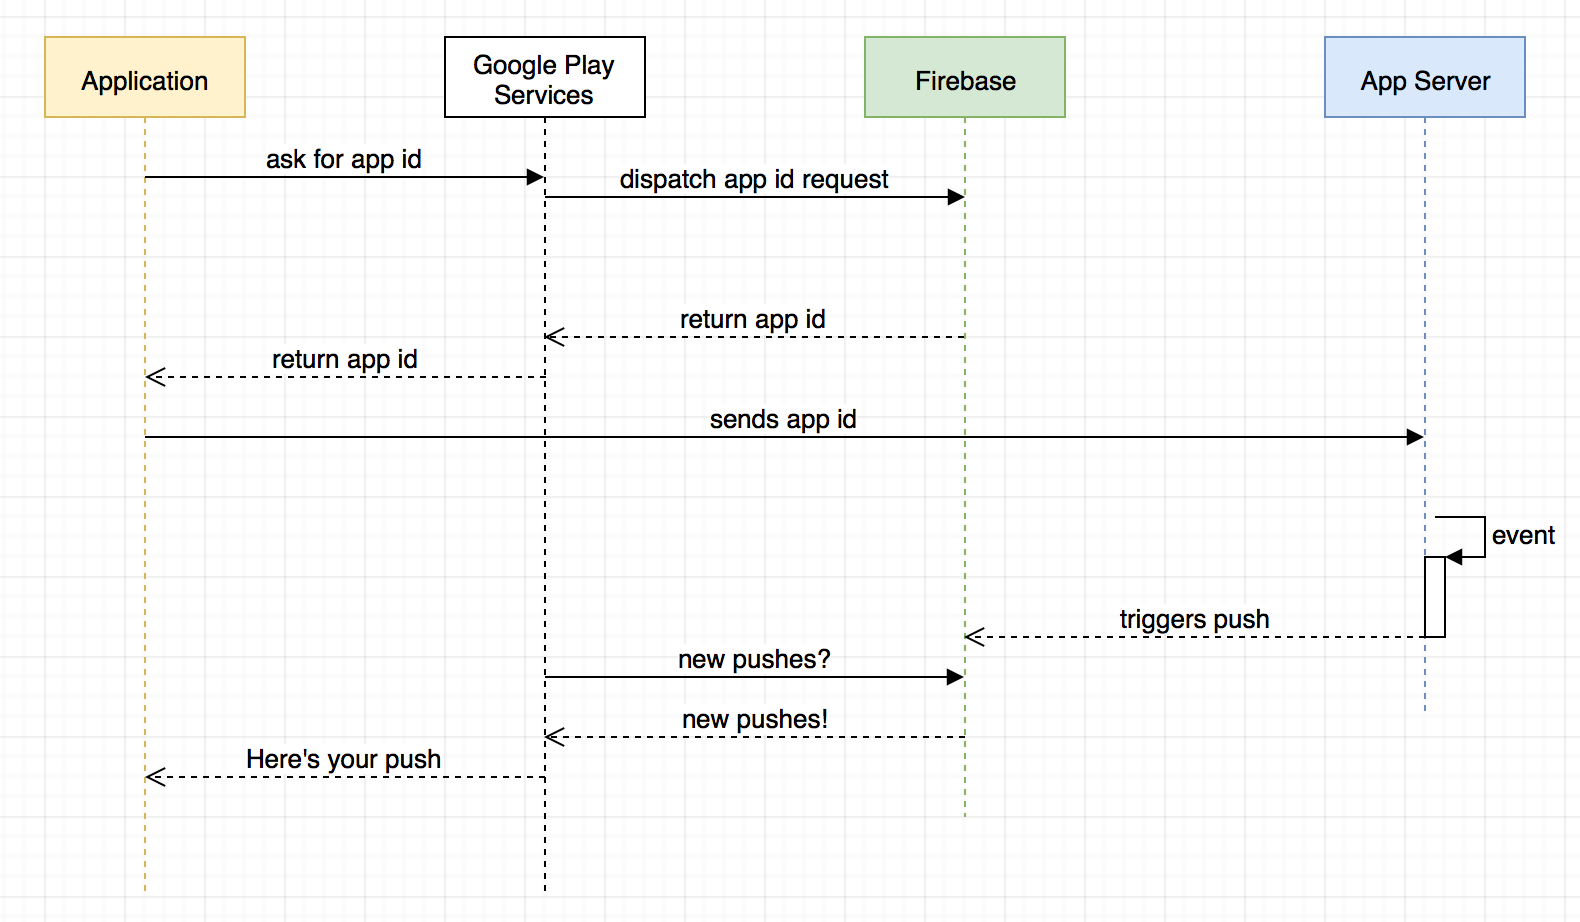 Application
Google Play
Services
Firebase
App Server
ask for app id
dispatch app id request
return app id
return app id
sends app id
event
triggers push
new pushes?
new pushes!
Here's your push